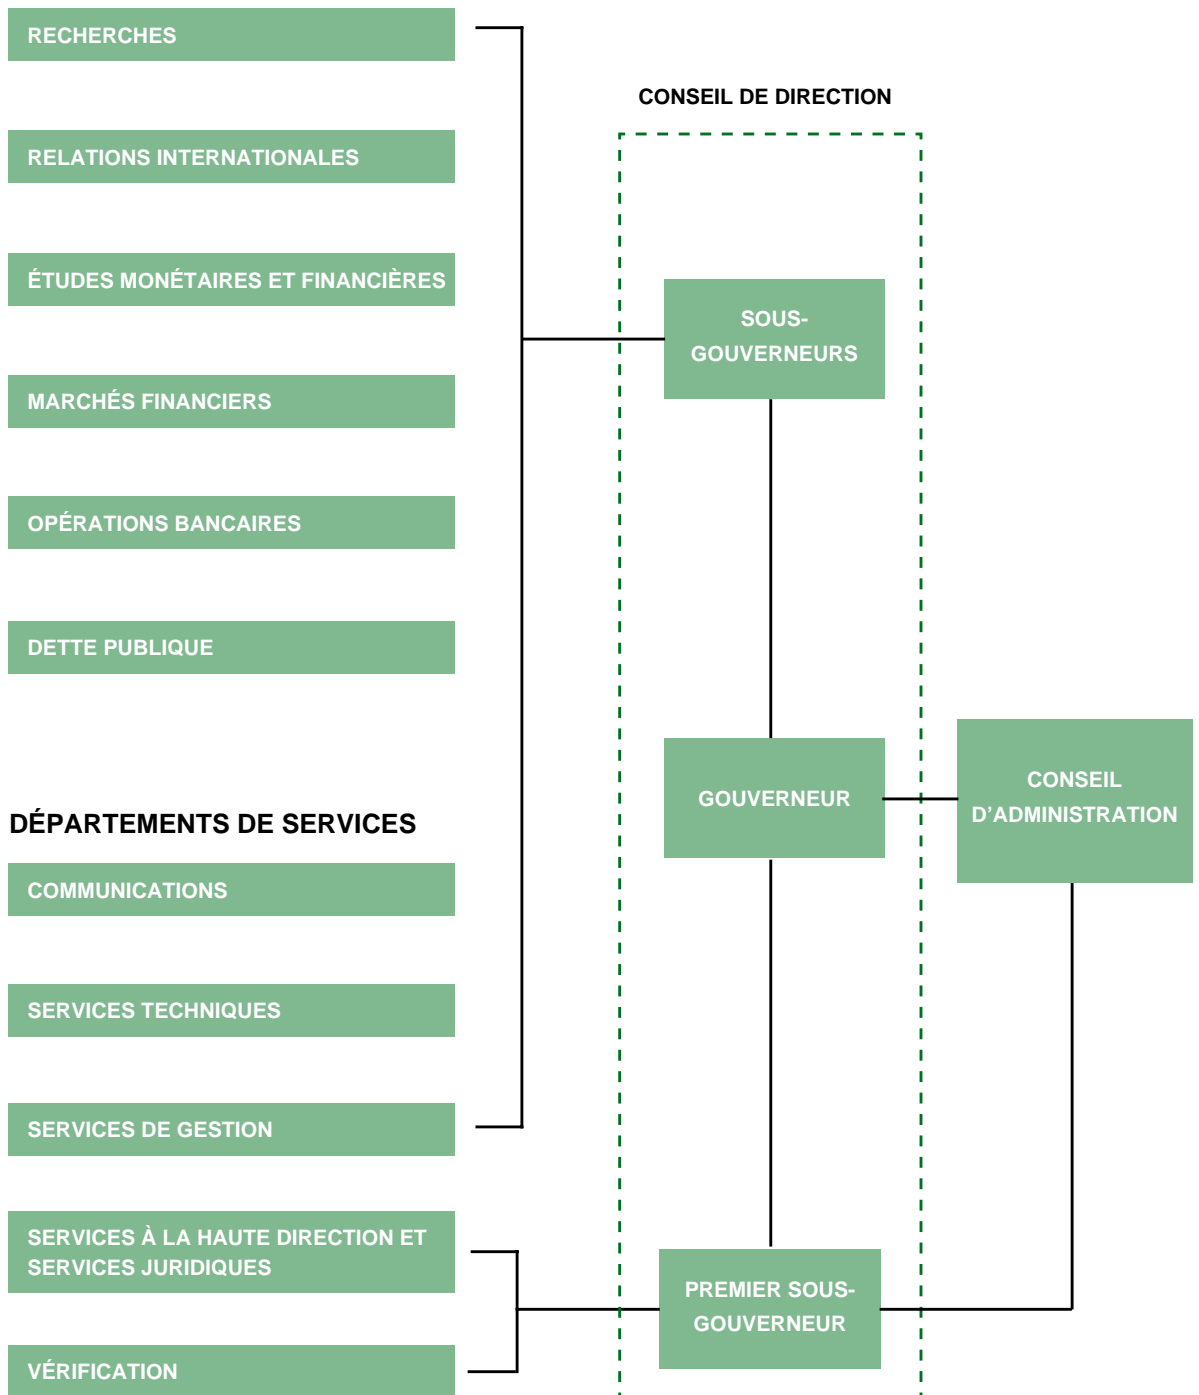 RECHERCHES
RELATIONS INTERNATIONALES
ÉTUDES MONÉTAIRES ET FINANCIÈRES
MARCHÉS FINANCIERS
OPÉRATIONS BANCAIRES
DETTE PUBLIQUE
DÉPARTEMENTS DE SERVICES
COMMUNICATIONS
SERVICES TECHNIQUES
SERVICES DE GESTION
SERVICES À LA HAUTE DIRECTION ET
SERVICES JURIDIQUES
VÉRIFICATION
CONSEIL DE DIRECTION
SOUS-
GOUVERNEURS
GOUVERNEUR
PREMIER SOUS-
GOUVERNEUR
CONSEIL
D’ADMINISTRATION